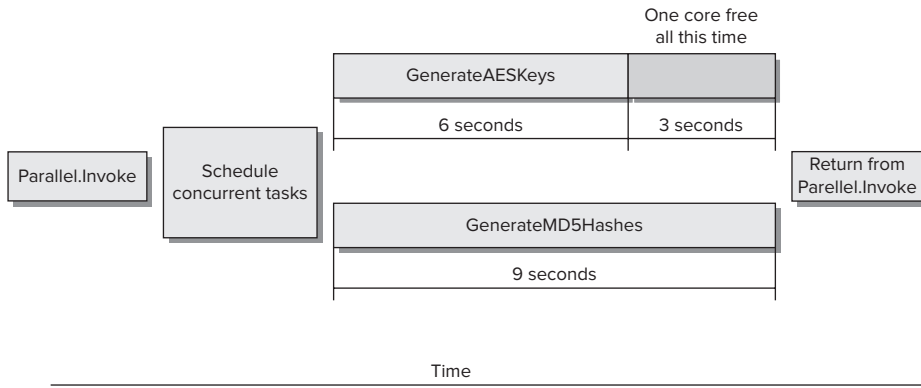 One core free
all this time
GenerateAESKeys
6 seconds
3 seconds
Parallel.Invoke
Schedule
concurrent tasks
Return from
Parellel.Invoke
GenerateMD5Hashes
9 seconds
Time